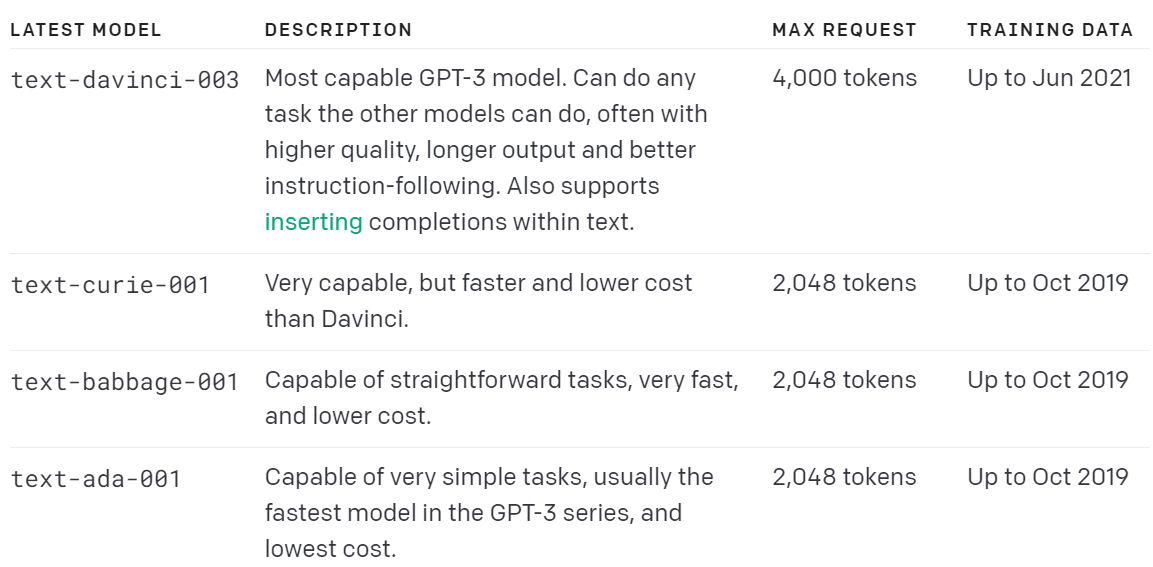 LATEST MODEL DESCRIPTION MAX REQUEST TRAINING DATA
text-davinci-003 Most capable GPT-3 model. Can do any 4,000 tokens Up to Jun 2021
task the other models can do, often with
higher quality, longer output and better
instruction-following. Also supports
inserting completions within text.
text-curie-001 Very capable, but faster and lower cost 2,048 tokens Up to Oct 2019
than Davinci.
text-babbage-001 Capable of straightforward tasks, very fast, 2,048 tokens Up to Oct 2019
and lower cost.
text-ada-001 Capable of very simple tasks, usually the 2,048 tokens Up to Oct 2019
fastest model in the GPT-3 series, and
lowest cost.